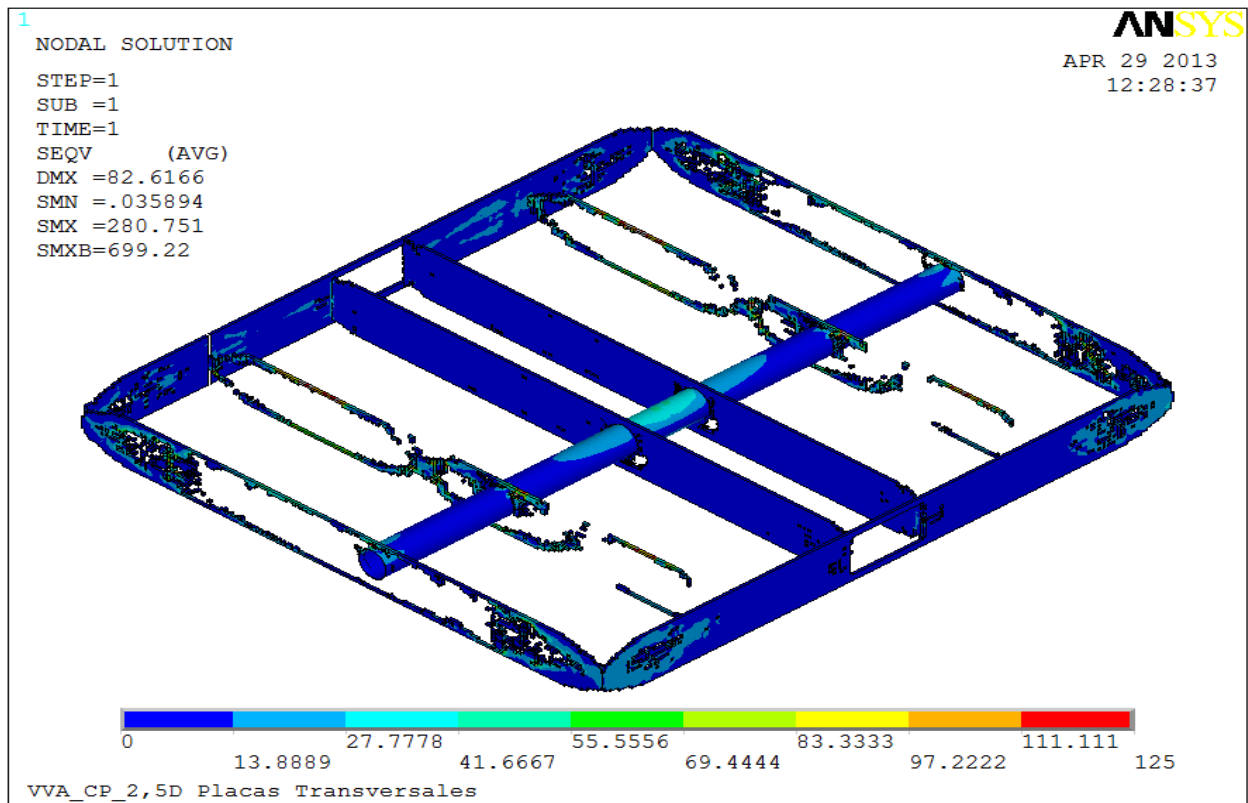 1
ANSYS
NODAL SOLUTION
APR 29 2013
12:28:37
STEP=1
SUB =1
TIME=1
SEQV (AVG)
DMX =82.6166
SMN =.035894
SMX =280.751
SMXB=699.22
0 27.7778 55.5556 83.3333 111.111
13.8889 41.6667 69.4444 97.2222 125
VVA_CP_2,5D Placas Transversales